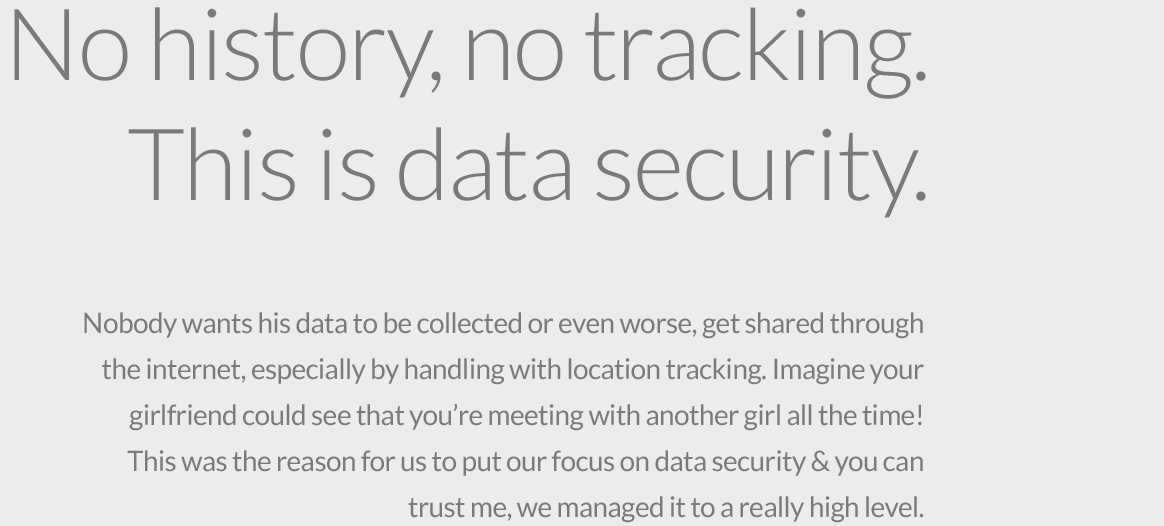 No history, no tracking.
This is data security.
Nobody wants his data to be collected or even worse, get shared through
the internet, especially by handling with location tracking. Imagine your
girlfriend could see that you’re meeting with another girl all the time!
This was the reason for us to put our focus on data security & you can
trust me, we managed it to a really high level.